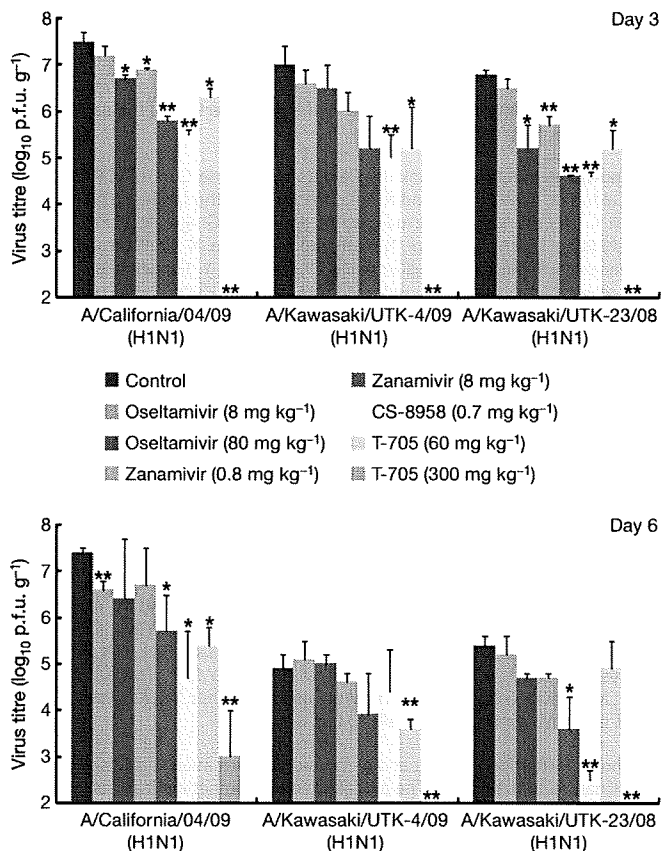 Day 3
Virus titre (log₁₀ p.f.u. g⁻¹)
8
7
6
5
4
3
2
* * ** ** * **
** * **
* ** ** ** * **
A/California/04/09 A/Kawasaki/UTK-4/09 A/Kawasaki/UTK-23/08
(H1N1) (H1N1) (H1N1)
Control Zanamivir (8 mg kg⁻¹)
Oseltamivir (8 mg kg⁻¹) CS-8958 (0.7 mg kg⁻¹)
Oseltamivir (80 mg kg⁻¹) T-705 (60 mg kg⁻¹)
Zanamivir (0.8 mg kg⁻¹) T-705 (300 mg kg⁻¹)
Day 6
Virus titre (log₁₀ p.f.u. g⁻¹)
8
7
6
5
4
3
2
** * * * **
** **
* ** **
A/California/04/09 A/Kawasaki/UTK-4/09 A/Kawasaki/UTK-23/08
(H1N1) (H1N1) (H1N1)